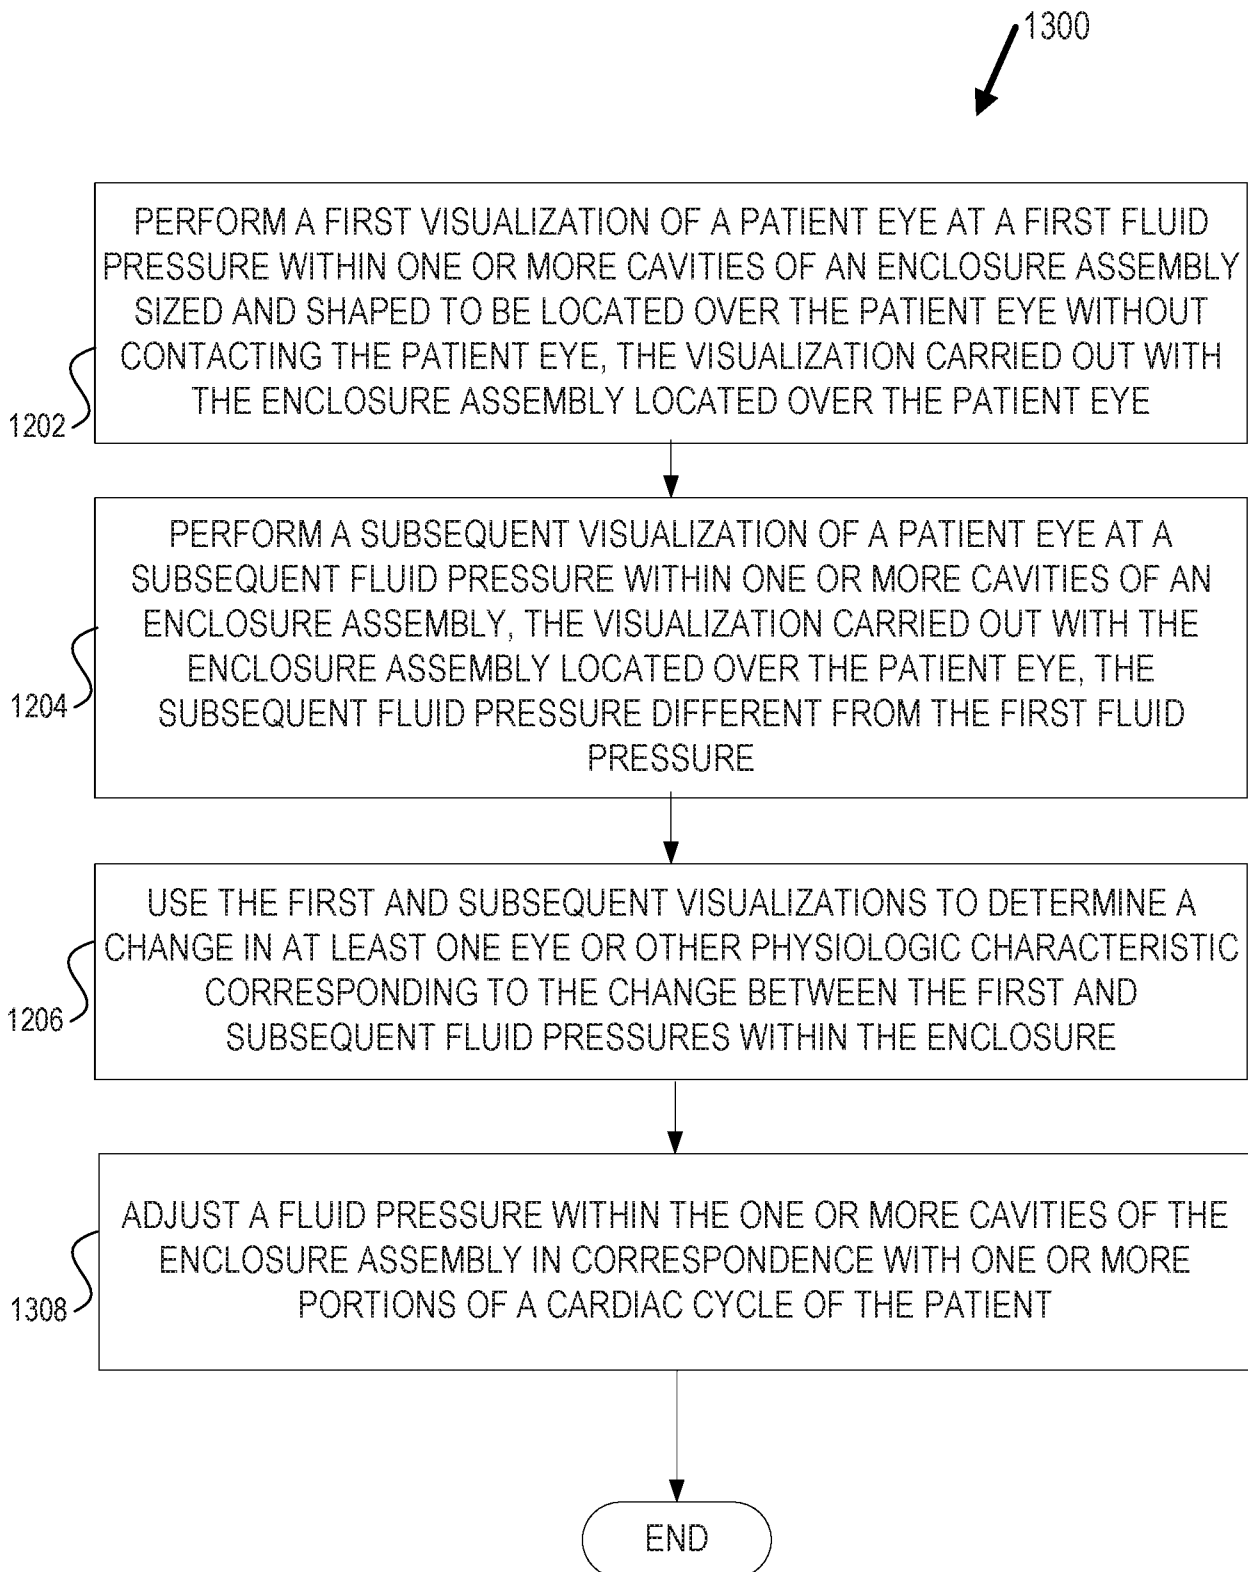 1300
PERFORM A FIRST VISUALIZATION OF A PATIENT EYE AT A FIRST FLUID
PRESSURE WITHIN ONE OR MORE CAVITIES OF AN ENCLOSURE ASSEMBLY
SIZED AND SHAPED TO BE LOCATED OVER THE PATIENT EYE WITHOUT
CONTACTING THE PATIENT EYE, THE VISUALIZATION CARRIED OUT WITH
THE ENCLOSURE ASSEMBLY LOCATED OVER THE PATIENT EYE
1202
PERFORM A SUBSEQUENT VISUALIZATION OF A PATIENT EYE AT A
SUBSEQUENT FLUID PRESSURE WITHIN ONE OR MORE CAVITIES OF AN
ENCLOSURE ASSEMBLY, THE VISUALIZATION CARRIED OUT WITH THE
ENCLOSURE ASSEMBLY LOCATED OVER THE PATIENT EYE, THE
SUBSEQUENT FLUID PRESSURE DIFFERENT FROM THE FIRST FLUID
PRESSURE
1204
USE THE FIRST AND SUBSEQUENT VISUALIZATIONS TO DETERMINE A
CHANGE IN AT LEAST ONE EYE OR OTHER PHYSIOLOGIC CHARACTERISTIC
CORRESPONDING TO THE CHANGE BETWEEN THE FIRST AND
SUBSEQUENT FLUID PRESSURES WITHIN THE ENCLOSURE
1206
ADJUST A FLUID PRESSURE WITHIN THE ONE OR MORE CAVITIES OF THE
ENCLOSURE ASSEMBLY IN CORRESPONDENCE WITH ONE OR MORE
PORTIONS OF A CARDIAC CYCLE OF THE PATIENT
1308
END